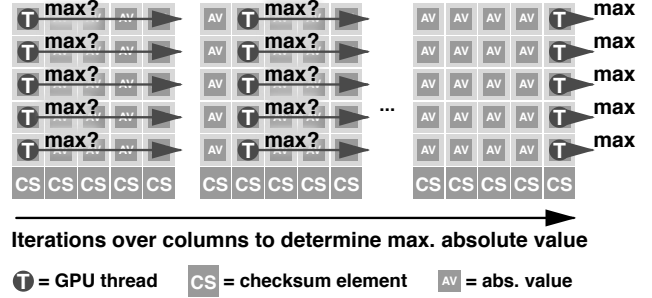 T max? AV T max? AV AV AV AV AV T max
T max? AV AV T max? AV AV AV AV T max
T max? AV AV T max? AV AV AV AV T max
T max? AV AV T max? ... AV AV AV AV T max
T max? AV AV T max? AV AV AV AV T max
CS CS CS CS CS CS CS CS CS CS CS CS CS CS CS
Iterations over columns to determine max. absolute value
T = GPU thread CS = checksum element AV = abs. value